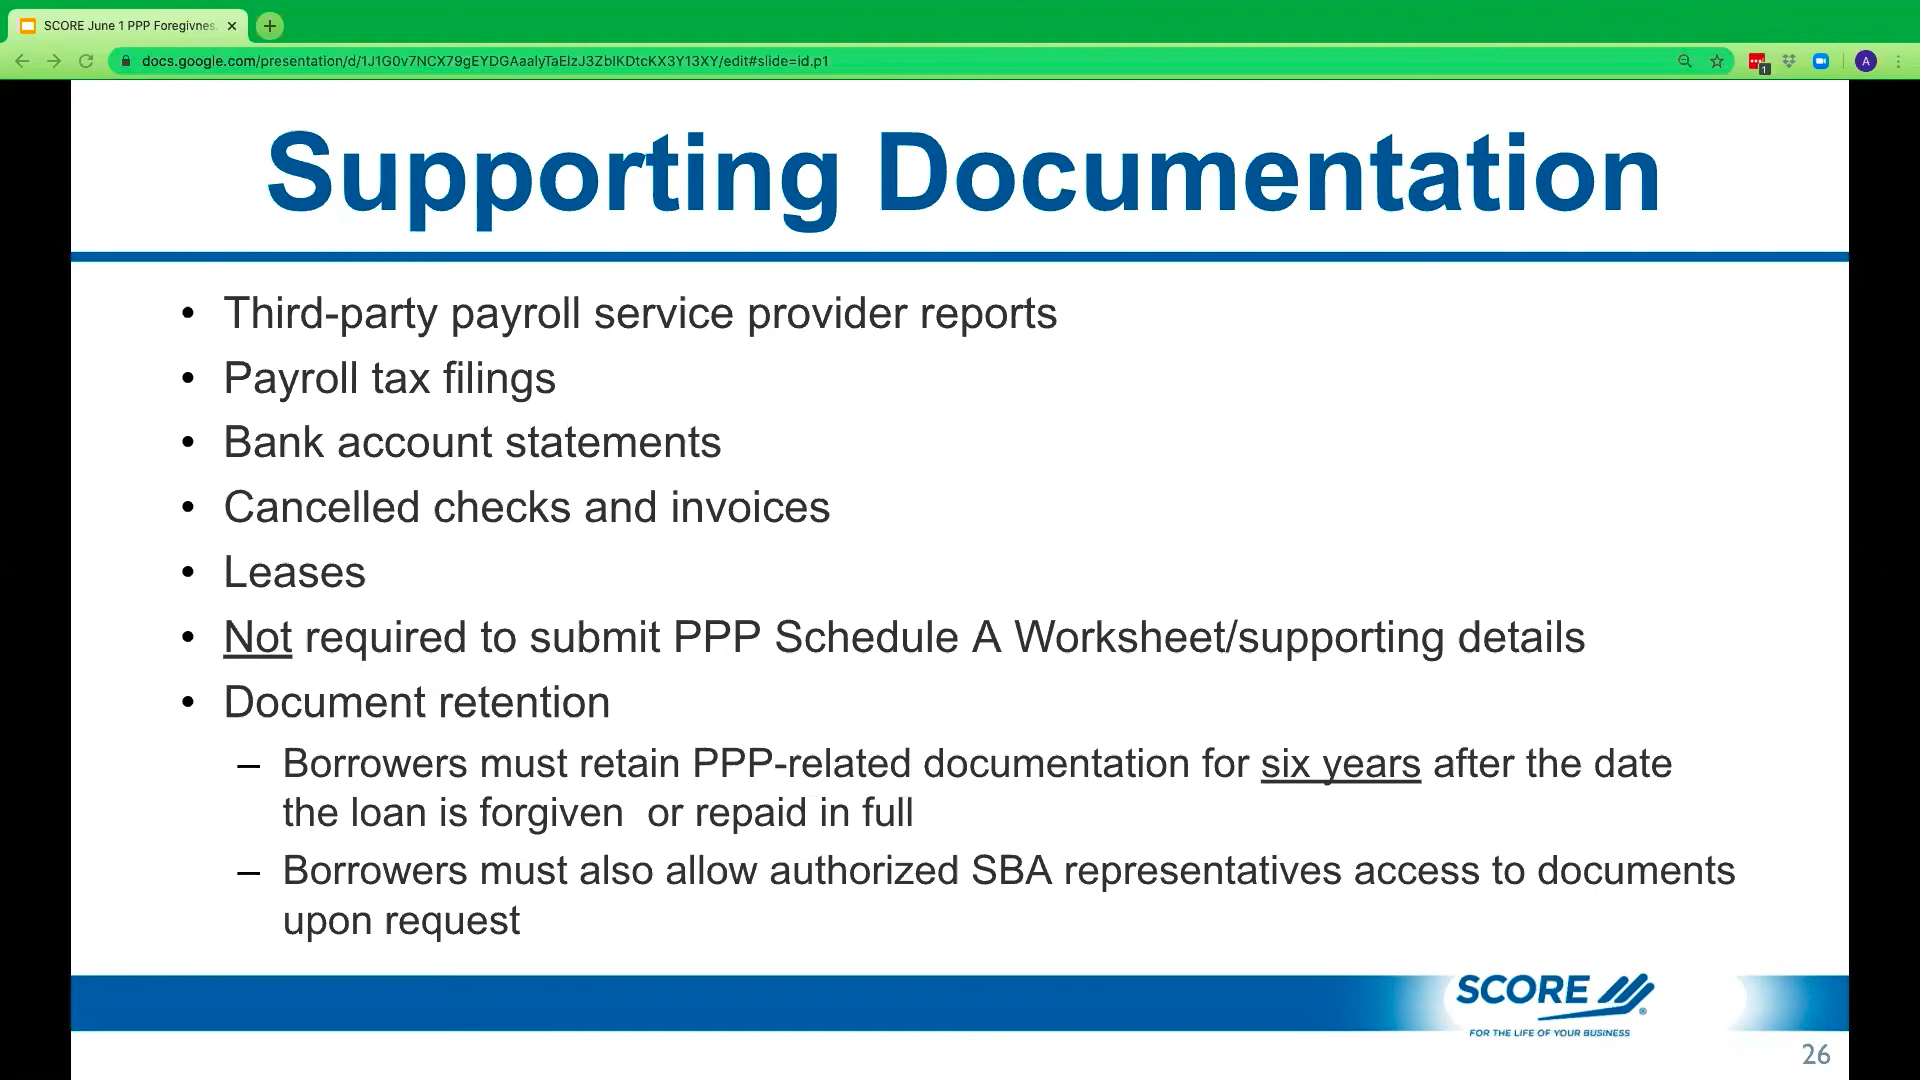 SCORE June 1 PPP Foregivnes
docs.google.com/presentation/d/1J1G0v7NCX79gEYDGAaalyTaElzJ3ZbIKDtcKX3Y13XY/edit#slide=id.p1
1
A
Supporting Documentation
• Third-party payroll service provider reports
• Payroll tax filings
• Bank account statements
• Cancelled checks and invoices
• Leases
• Not required to submit PPP Schedule A Worksheet/supporting details
• Document retention
– Borrowers must retain PPP-related documentation for six years after the date
the loan is forgiven or repaid in full
– Borrowers must also allow authorized SBA representatives access to documents
upon request
SCORE
®
FOR THE LIFE OF YOUR BUSINESS
26